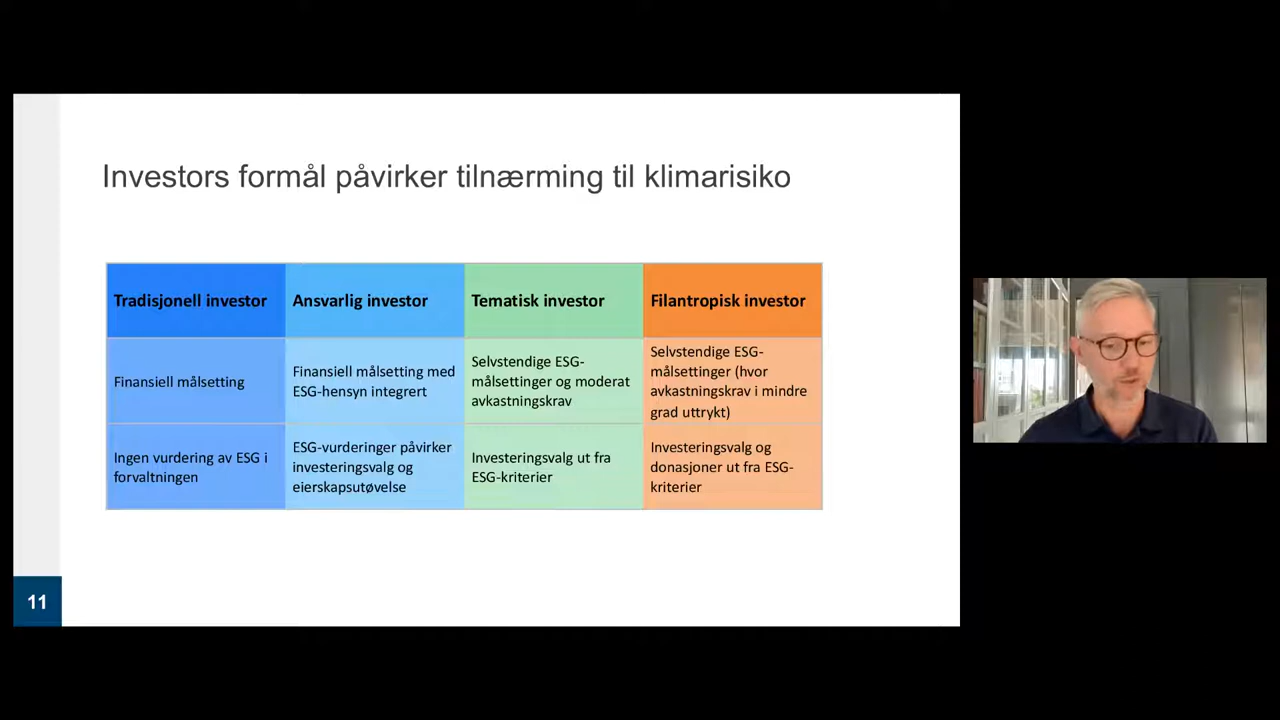 Investors formål påvirker tilnærming til klimarisiko
Tradisjonell investor
Ansvarlig investor
Tematisk investor
Filantropisk investor
Finansiell målsetting
Finansiell målsetting med
ESG-hensyn integrert
Selvstendige ESG-
målsettinger og moderat
avkastningskrav
Selvstendige ESG-
målsettinger (hvor
avkastningskrav i mindre
grad uttrykt)
Ingen vurdering av ESG i
forvaltningen
ESG-vurderinger påvirker
investeringsvalg og
eierskapsutøvelse
Investeringsvalg ut fra
ESG-kriterier
Investeringsvalg og
donasjoner ut fra ESG-
kriterier
11